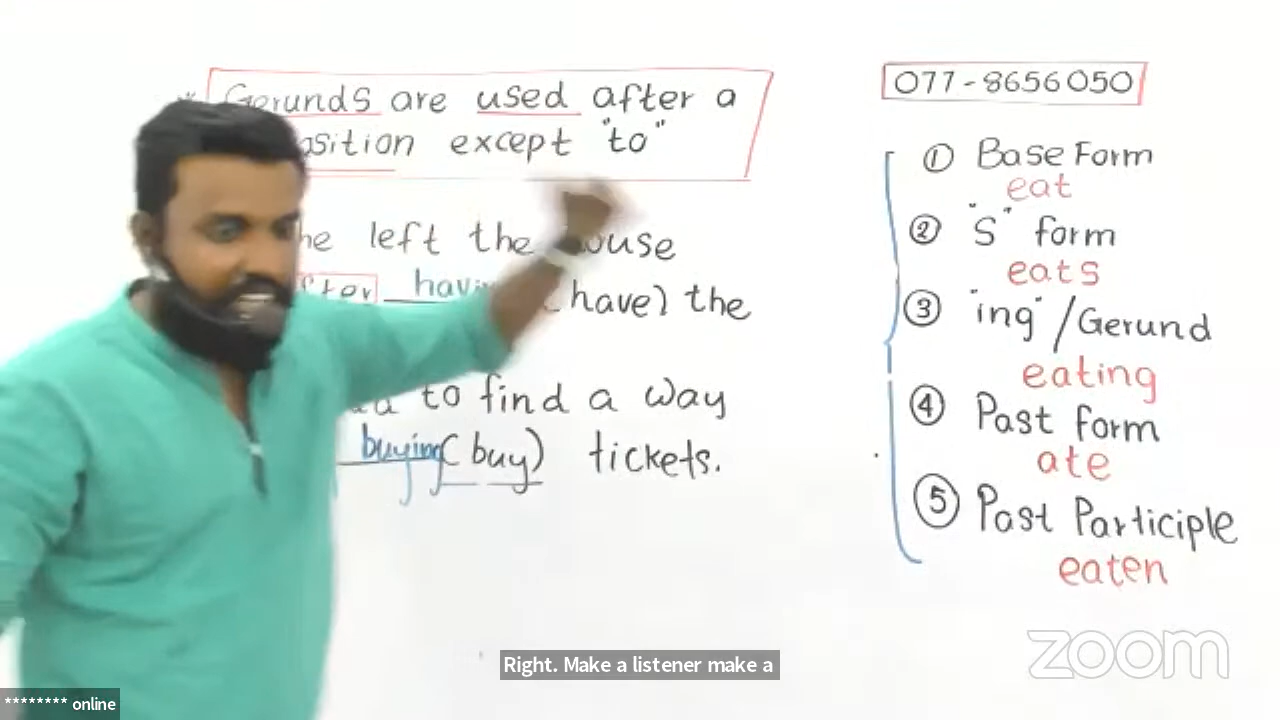 Gerunds are used after a
except "to"
left the
(have) the
to find a way
buying (buy) tickets.
077-8656050
① Base Form
eat
② "S" form
eats
③ "ing" /Gerund
eating
④ Past form
ate
⑤ Past Participle
eaten
Right. Make a listener make a
zoom
******** online